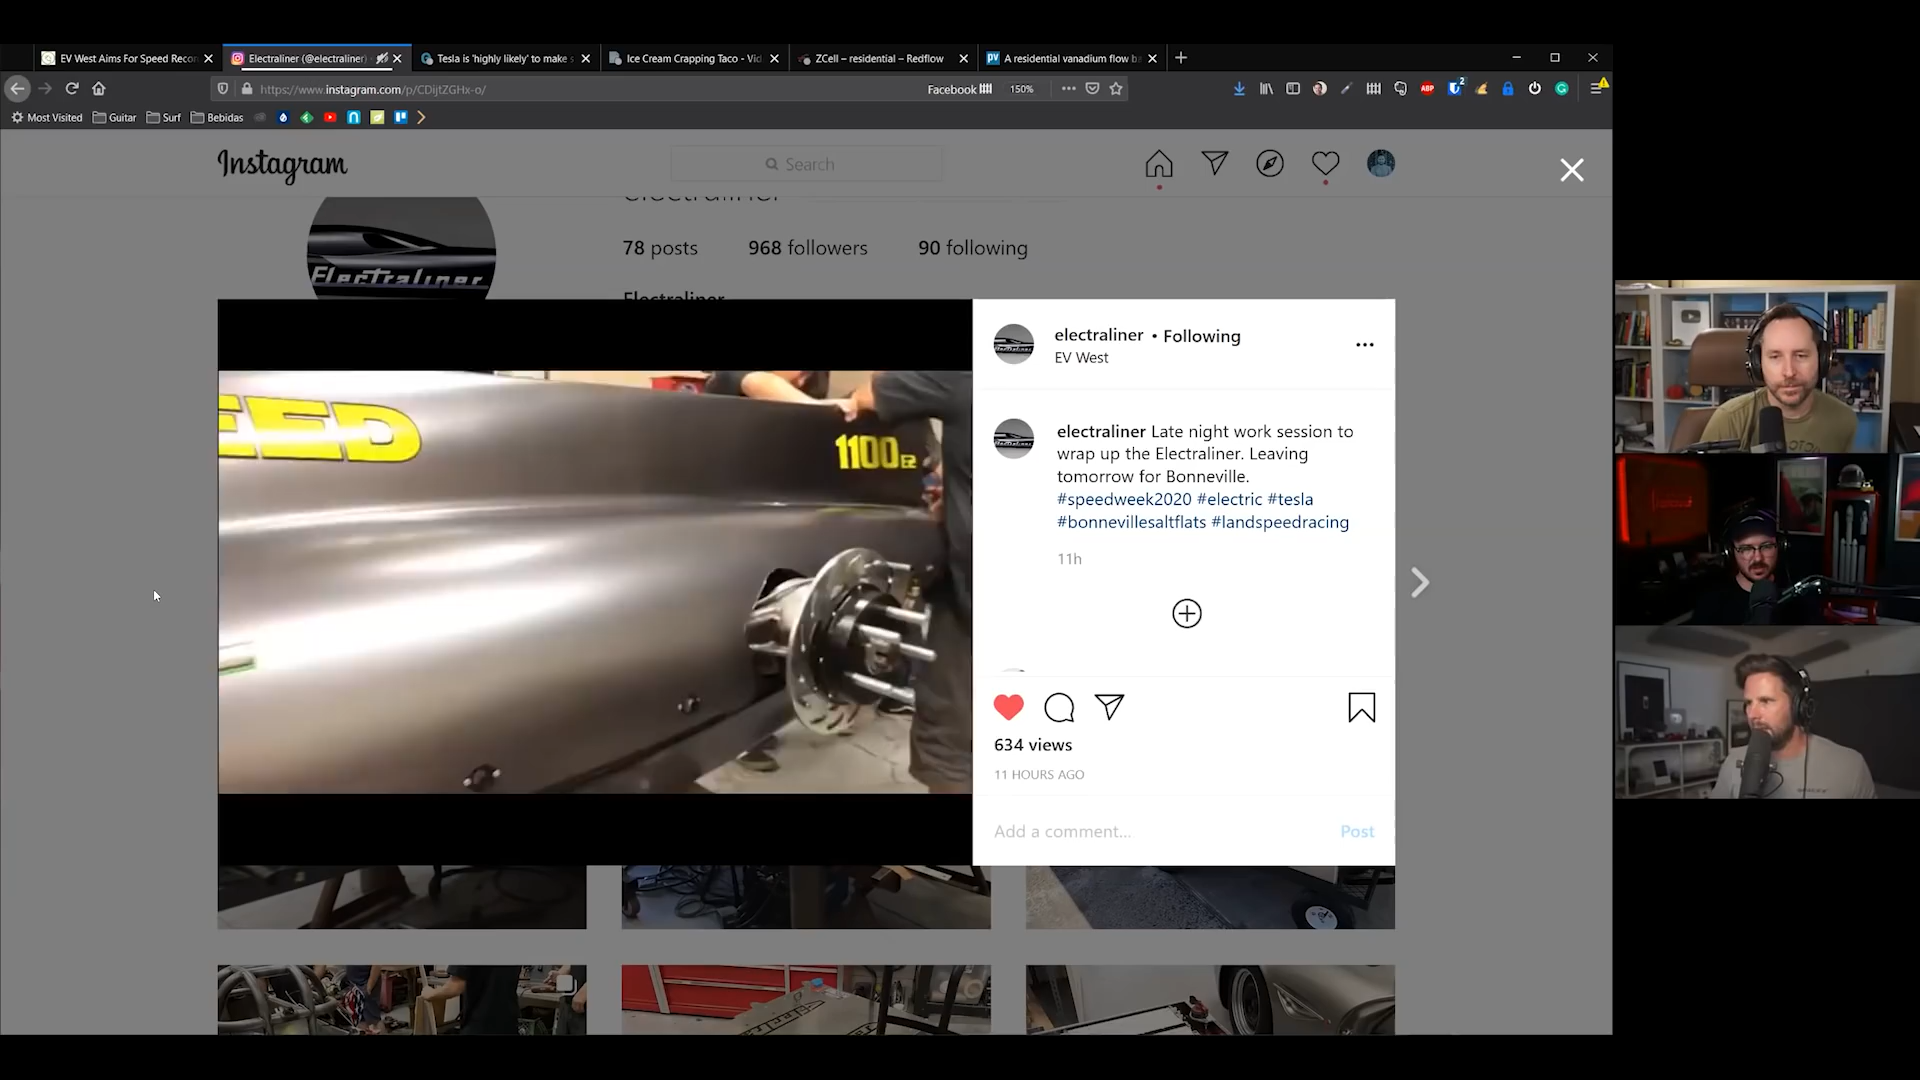 EV West Aims For Speed Recor
Electraliner (@electraliner)
Tesla is 'highly likely' to make s
Ice Cream Crapping Taco - Vid
ZCell – residential – Redflow
A residential vanadium flow b
https://www.instagram.com/p/CDijtZGHx-o/
Facebook
150%
ABP
2
Most Visited
Guitar
Surf
Bebidas
Instagram
Search
electraliner
78 posts
968 followers
90 following
Electraliner
Electraliner
EED
1100
electraliner • Following
EV West
electraliner Late night work session to
wrap up the Electraliner. Leaving
tomorrow for Bonneville.
#speedweek2020 #electric #tesla
#bonnevillesaltflats #landspeedracing
11h
634 views
11 HOURS AGO
Add a comment...
Post